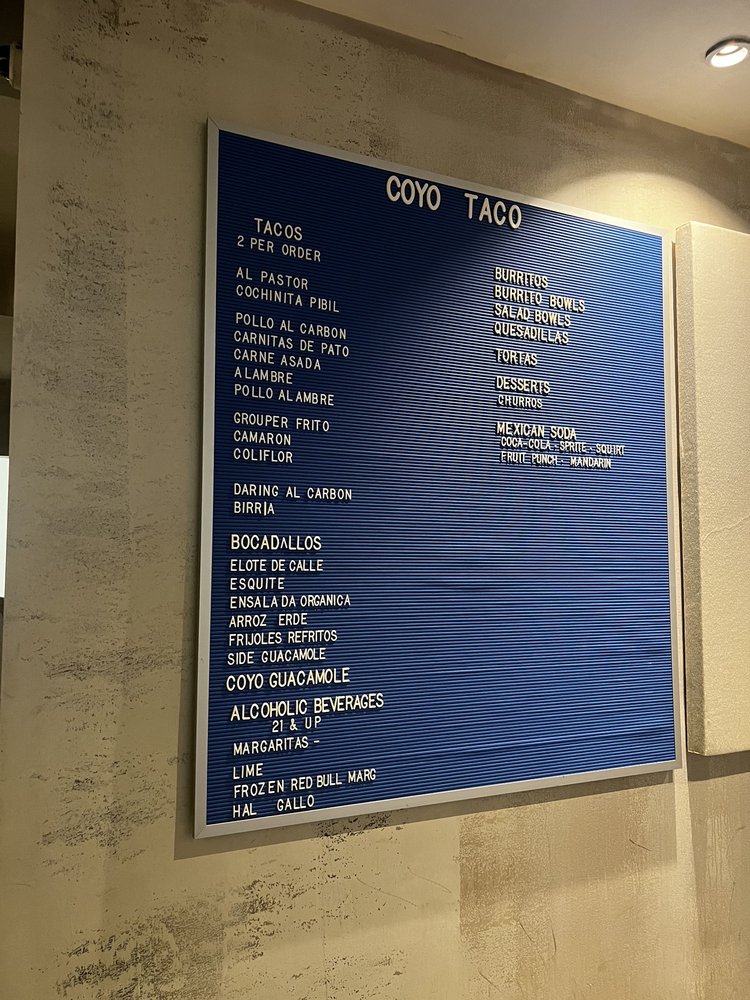 COYO TACO
TACOS
2 PER ORDER
AL PASTOR
COCHINITA PIBIL
POLLO AL CARBON
CARNITAS DE PATO
CARNE ASADA
ALAMBRE
POLLO ALAMBRE
GROUPER FRITO
CAMARON
COLIFLOR
DARING AL CARBON
BIRRIA
BOCADΛLLOS
ELOTE DE CALLE
ESQUITE
ENSALADA ORGANICA
ARROZ ERDE
FRIJOLES REFRITOS
SIDE GUACAMOLE
COYO GUACAMOLE
ALCOHOLIC BEVERAGES
21 & UP
MARGARITAS -
LIME
FROZEN RED BULL MARG
HAL GALLO
BURRITOS
BURRITO BOWLS
SALAD BOWLS
QUESADILLAS
TORTAS
DESSERTS
CHURROS
MEXICAN SODA
COCA-COLA - SPRITE - SQUIRT
FRUIT PUNCH - MANDARIN